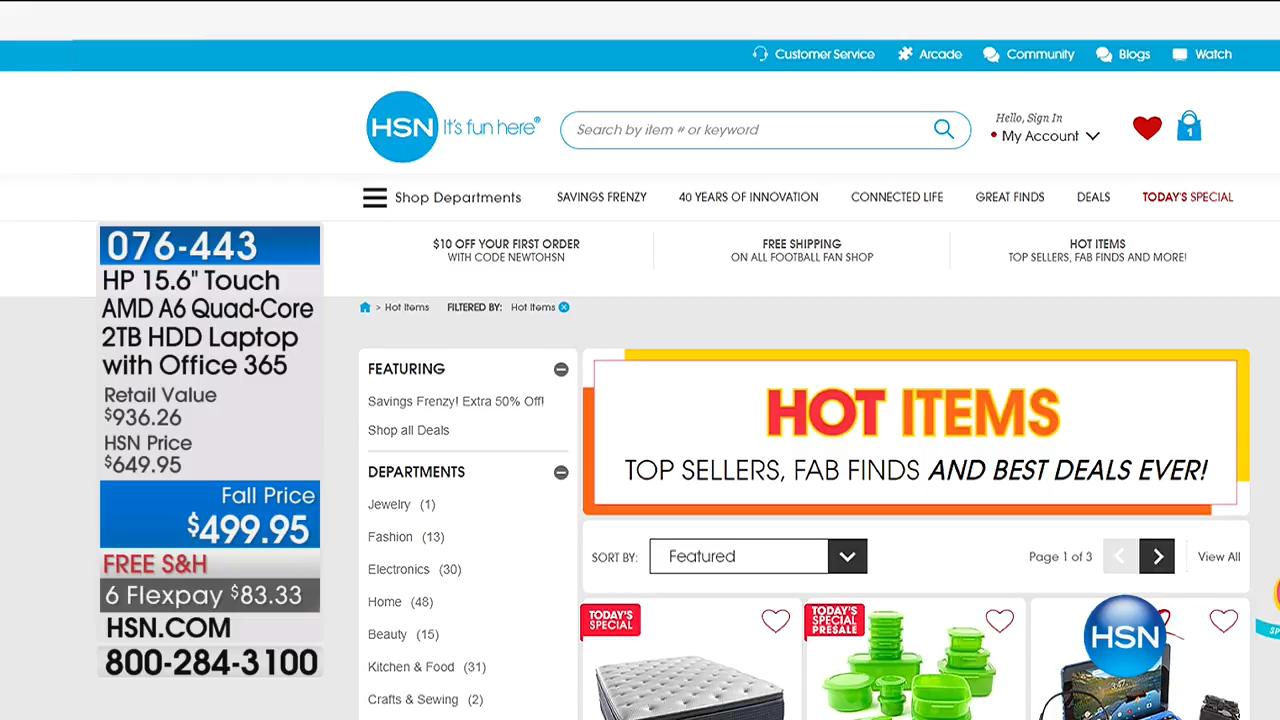 Customer Service
Arcade
Community
Blogs
Watch
HSN It's fun here®
Search by item # or keyword
Hello, Sign In
My Account
1
Shop Departments
SAVINGS FRENZY
40 YEARS OF INNOVATION
CONNECTED LIFE
GREAT FINDS
DEALS
TODAY'S SPECIAL
$10 OFF YOUR FIRST ORDER
WITH CODE NEWTOHSN
FREE SHIPPING
ON ALL FOOTBALL FAN SHOP
HOT ITEMS
TOP SELLERS, FAB FINDS AND MORE!
076-443
HP 15.6" Touch
AMD A6 Quad-Core
2TB HDD Laptop
with Office 365
Retail Value
$936.26
HSN Price
$649.95
Fall Price
$499.95
FREE S&H
6 Flexpay $83.33
HSN.COM
800-284-3100
> Hot Items
FILTERED BY: Hot Items
FEATURING
Savings Frenzy! Extra 50% Off!
Shop all Deals
DEPARTMENTS
Jewelry (1)
Fashion (13)
Electronics (30)
Home (48)
Beauty (15)
Kitchen & Food (31)
Crafts & Sewing (2)
HOT ITEMS
TOP SELLERS, FAB FINDS AND BEST DEALS EVER!
SORT BY: Featured
Page 1 of 3
View All
TODAY'S
SPECIAL
TODAY'S
SPECIAL
PRESALE
HSN